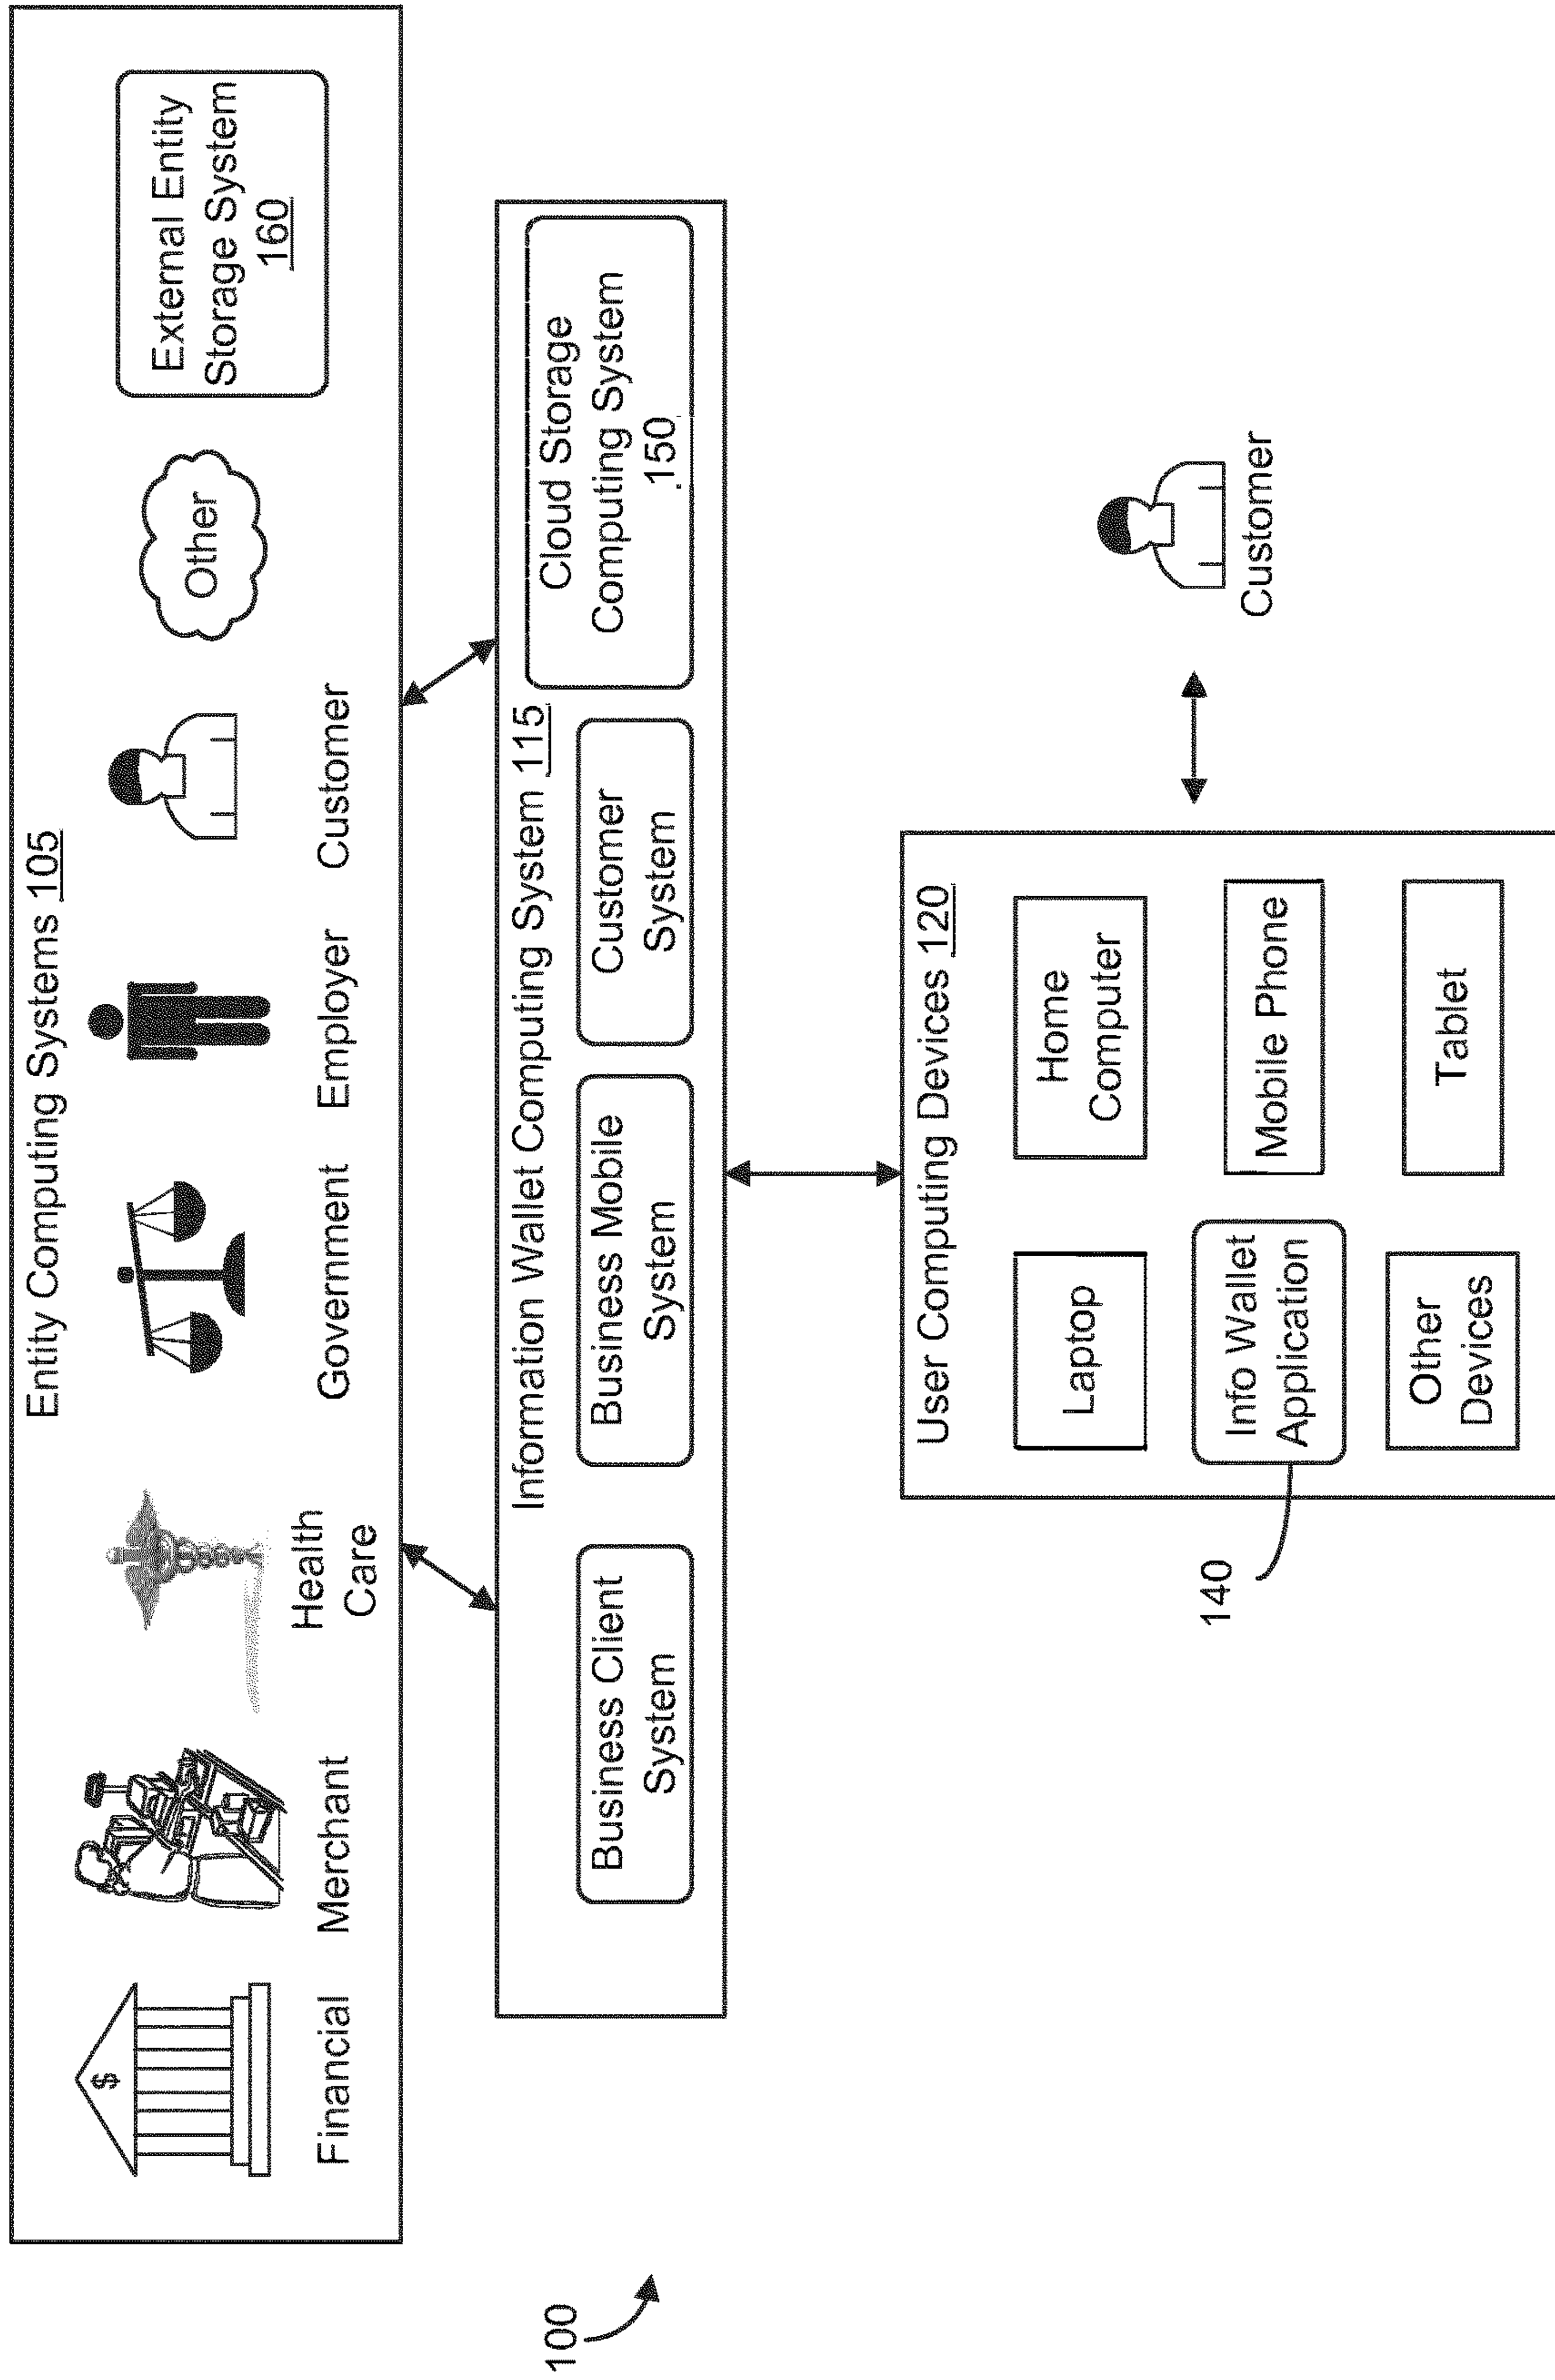 Entity Computing Systems 105
$
Financial
Merchant
Health
Care
Government
Employer
Customer
Other
External Entity
Storage System
160
Information Wallet Computing System 115
Business Client
System
Business Mobile
System
Customer
System
Cloud Storage
Computing System
150
User Computing Devices 120
Laptop
Home
Computer
Info Wallet
Application
Mobile Phone
Other
Devices
Tablet
140
Customer
100